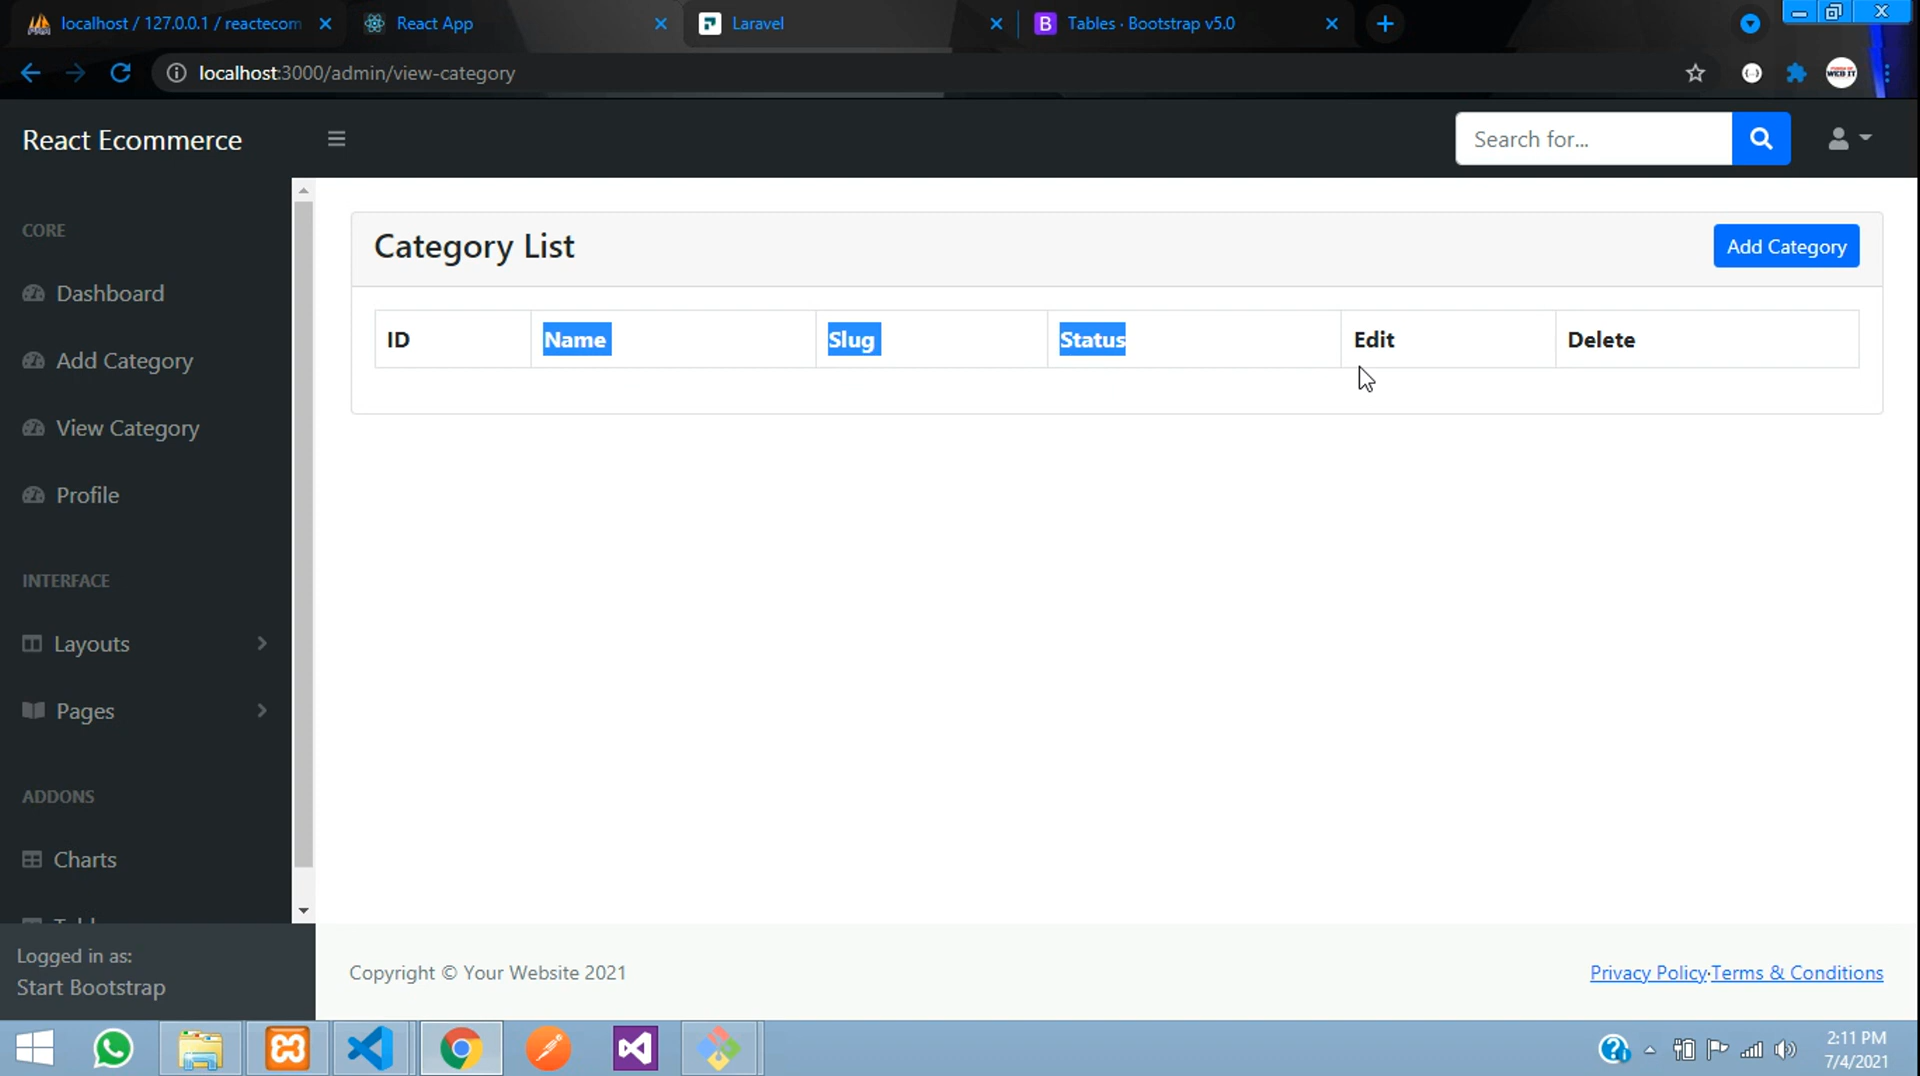 localhost / 127.0.0.1 / reactecom
React App
Laravel
Tables · Bootstrap v5.0
localhost:3000/admin/view-category
WEB IT
React Ecommerce
Search for...
CORE
Dashboard
Add Category
View Category
Profile
INTERFACE
Layouts
Pages
ADDONS
Charts
Logged in as:
Start Bootstrap
Category List
Add Category
ID Name Slug Status Edit Delete
Copyright © Your Website 2021
Privacy Policy·Terms & Conditions
2:11 PM
7/4/2021